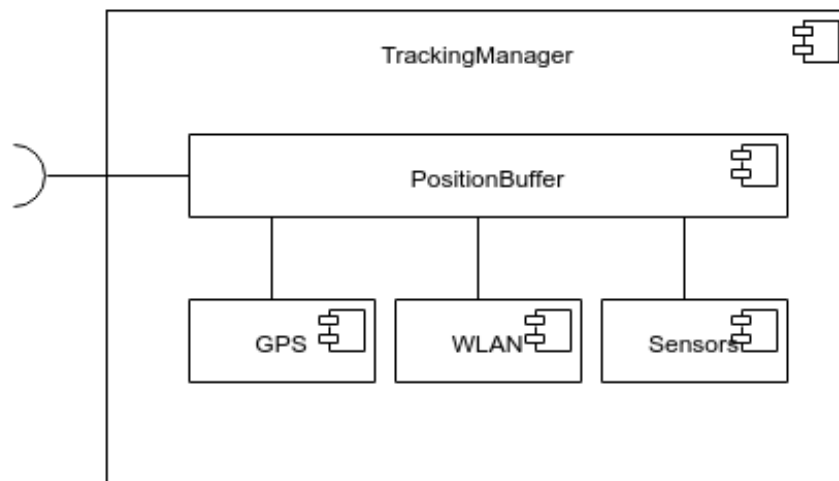 TrackingManager
PositionBuffer
GPS
WLAN
Sensors